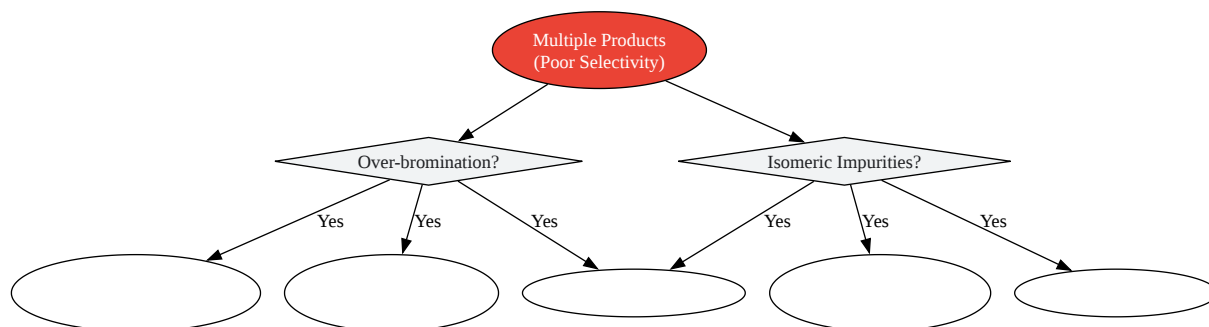 Multiple Products
(Poor Selectivity)
Over-bromination?
Isomeric Impurities?
Yes
Yes
Yes
Yes
Yes
Yes